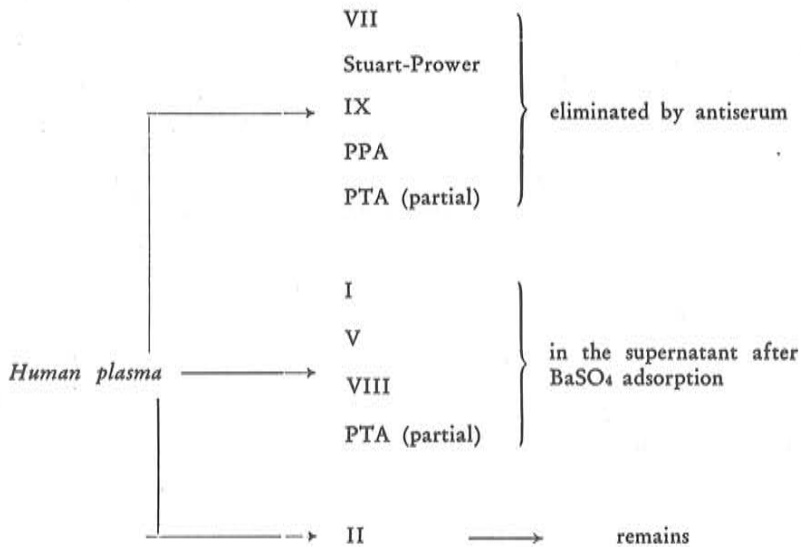 VII
Stuart-Prower
IX
PPA
PTA (partial)
eliminated by antiserum
I
V
VIII
PTA (partial)
in the supernatant after
BaSO₄ adsorption
Human plasma
II
remains